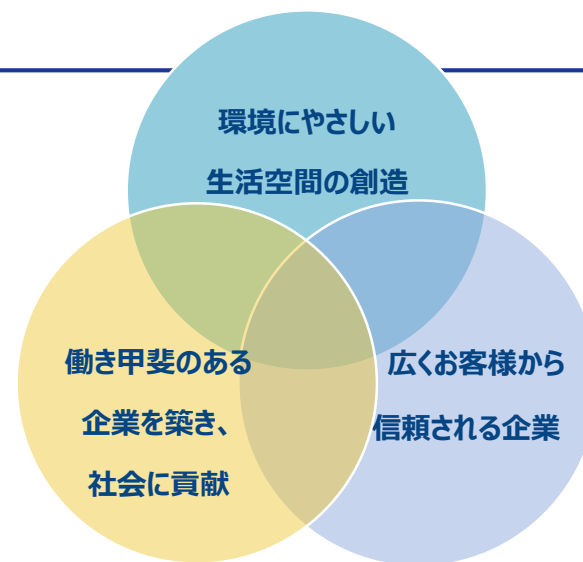 環境にやさしい
生活空間の創造
働き甲斐のある
企業を築き、
社会に貢献
広くお客様から
信頼される企業